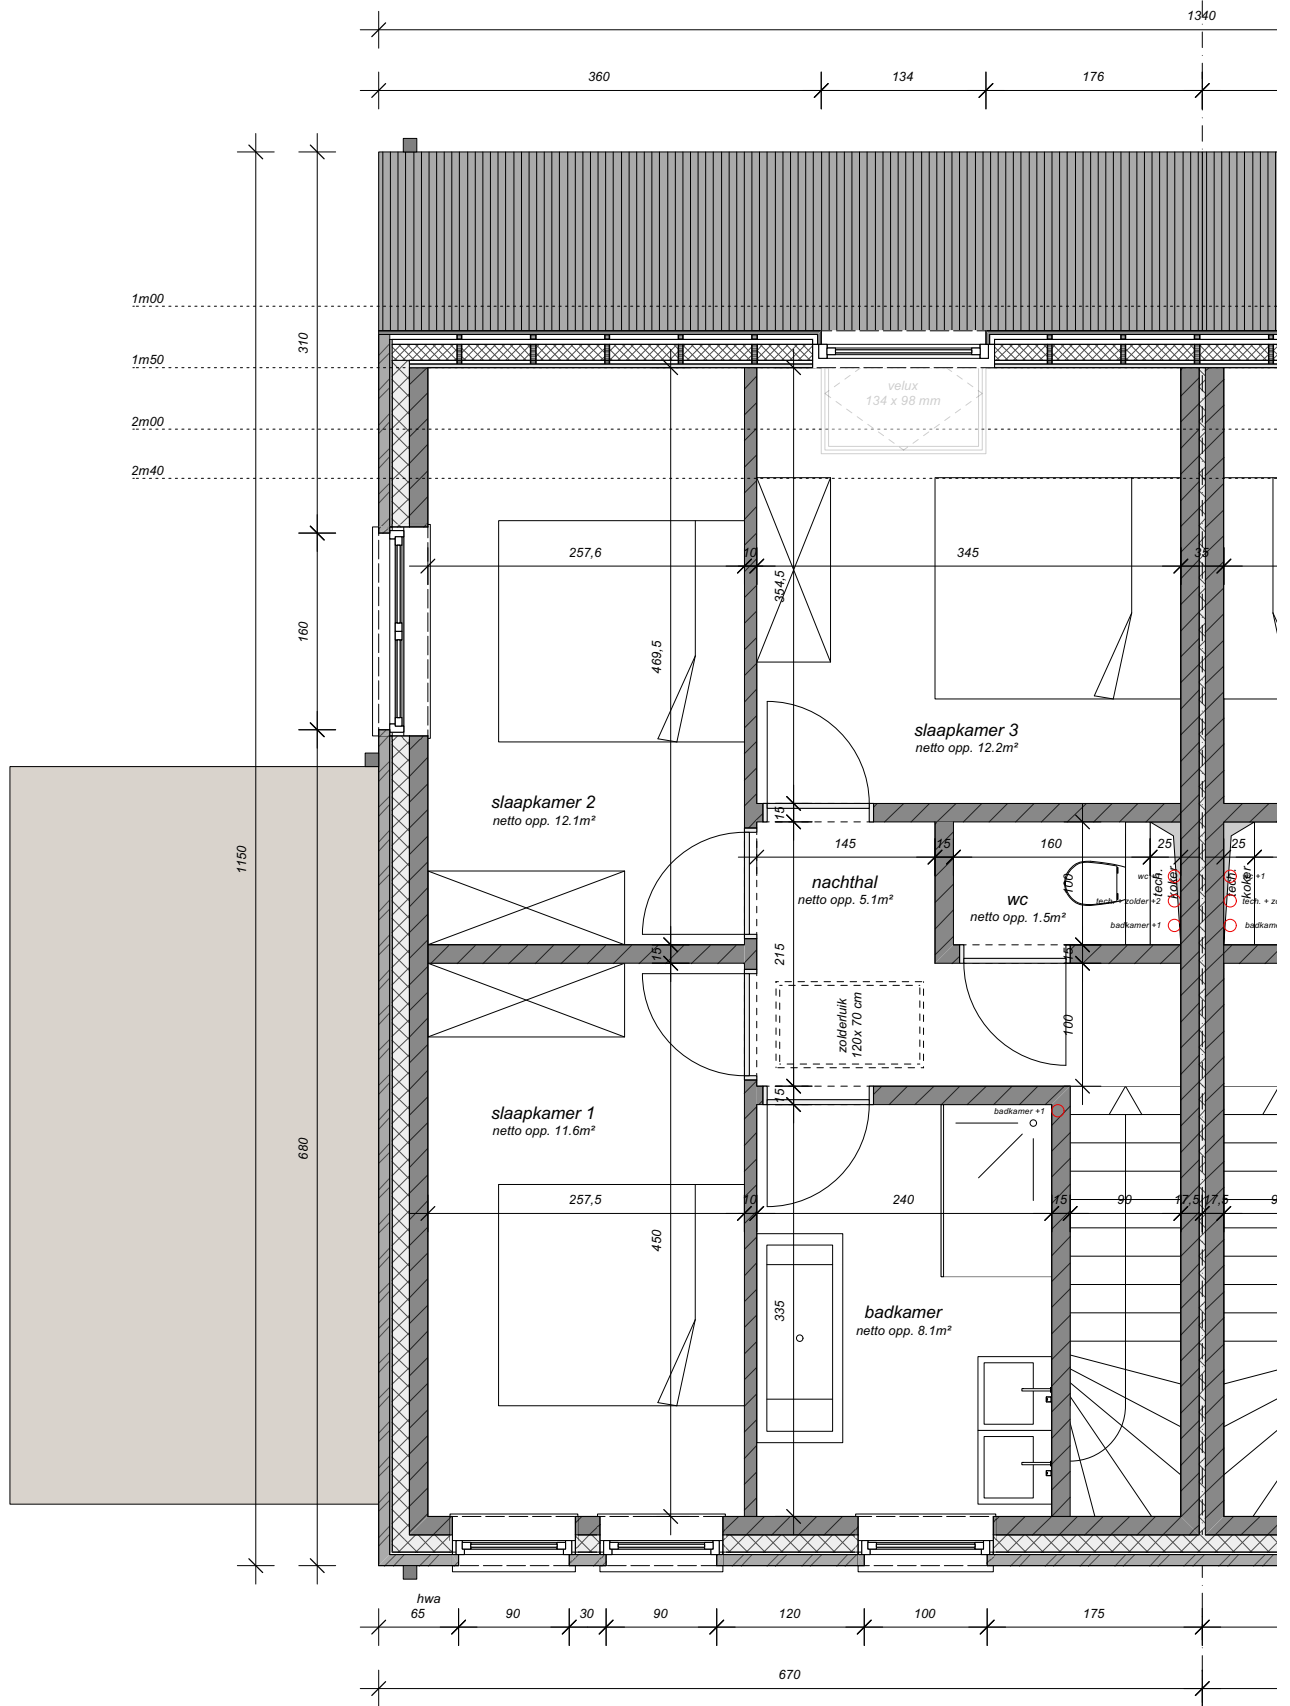 1340
360
134
176
1m00
310
1m50
velux
134 x 98 mm
2m00
2m40
257,6
10
345
35
354,5
160
469,5
slaapkamer 3
netto opp. 12.2m²
slaapkamer 2
netto opp. 12.1m²
15
1150
145
15
160
25
25
nachthal
netto opp. 5.1m²
wc
netto opp. 1.5m²
100
tech.
koker
tech. + zolder +2
badkamer +1
tech.
koker
15
215
15
zolderluik
120x 70 cm
100
15
badkamer +1
slaapkamer 1
netto opp. 11.6m²
680
257,5
10
240
15
90
17,5
17,5
450
335
badkamer
netto opp. 8.1m²
hwa
65
90
30
90
120
100
175
670